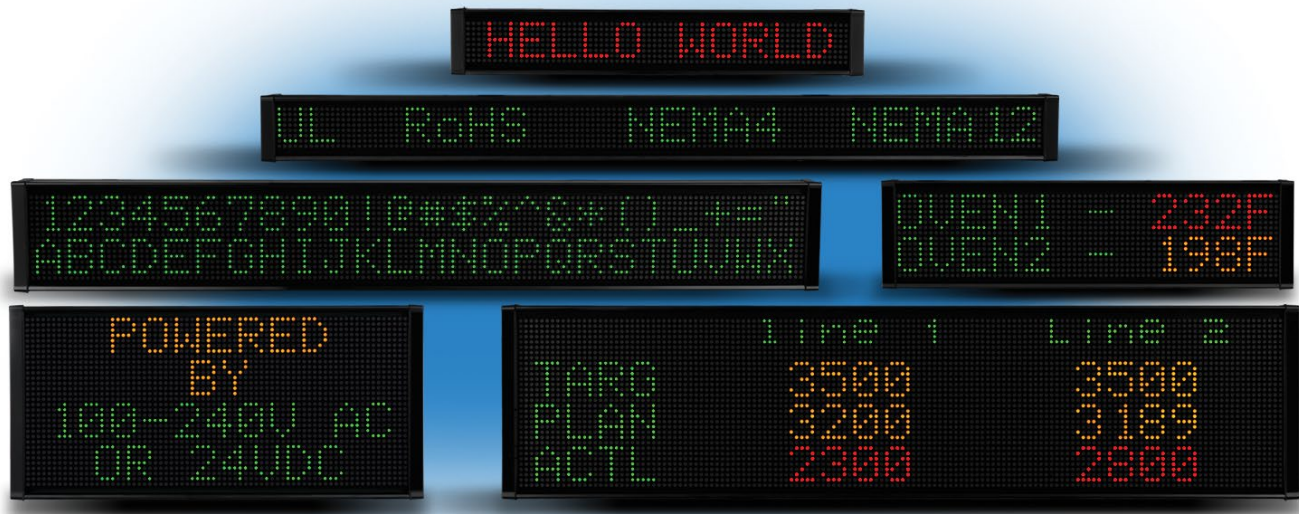 HELLO WORLD
UL RoHS NEMA4 NEMA12
1234567890!@#$%^&*()_+="
ABCDEFGHIJKLMNOPQRSTUVWX
OVEN1 - 232F
OVEN2 - 198F
POWERED
BY
100-240V AC
OR 24VDC
line 1 Line 2
TARG 3500 3500
PLAN 3200 3189
ACTL 2300 2800